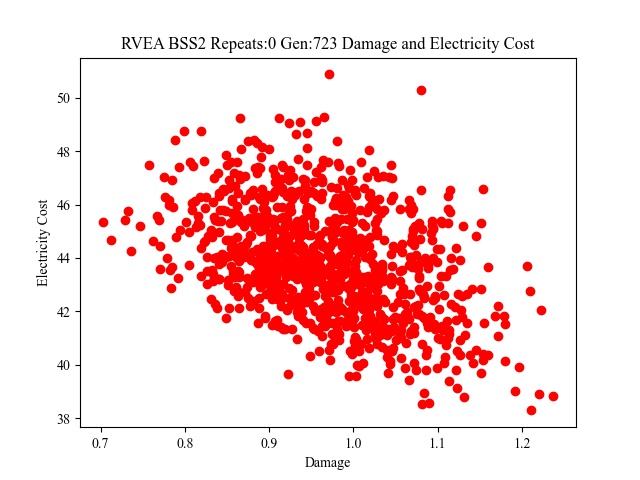 RVEA BSS2 Repeats:0 Gen:723 Damage and Electricity Cost
Electricity Cost
50
48
46
44
42
40
38
0.7 0.8 0.9 1.0 1.1 1.2
Damage